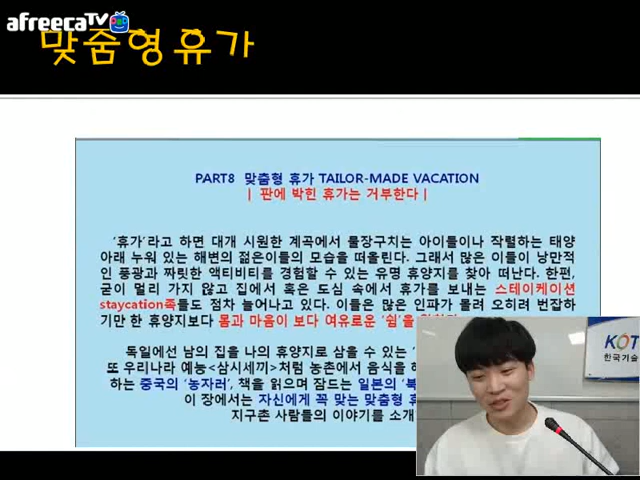 afreecaTV
맞춤형휴가
PART8 맞춤형 휴가 TAILOR-MADE VACATION
| 판에 박힌 휴가는 거부한다 |
'휴가'라고 하면 대개 시원한 계곡에서 물장구치는 아이들이나 작렬하는 태양
아래 누워 있는 해변의 젊은이들의 모습을 떠올린다. 그래서 많은 이들이 낭만적
인 풍광과 짜릿한 액티비티를 경험할 수 있는 유명 휴양지를 찾아 떠난다. 한편,
굳이 멀리 가지 않고 집에서 혹은 도심 속에서 휴가를 보내는 스테이케이션
staycation족들도 점차 늘어나고 있다. 이들은 많은 인파가 몰려 오히려 번잡하
기만 한 휴양지보다 몸과 마음이 보다 여유로운 '쉼'을
독일에선 남의 집을 나의 휴양지로 삼을 수 있는
또 우리나라 예능<삼시세끼>처럼 농촌에서 음식을
하는 중국의 '농자러', 책을 읽으며 잠드는 일본의
이 장에서는 자신에게 꼭 맞는 맞춤형
지구촌 사람들의 이야기를 소개
KOT
한국기술